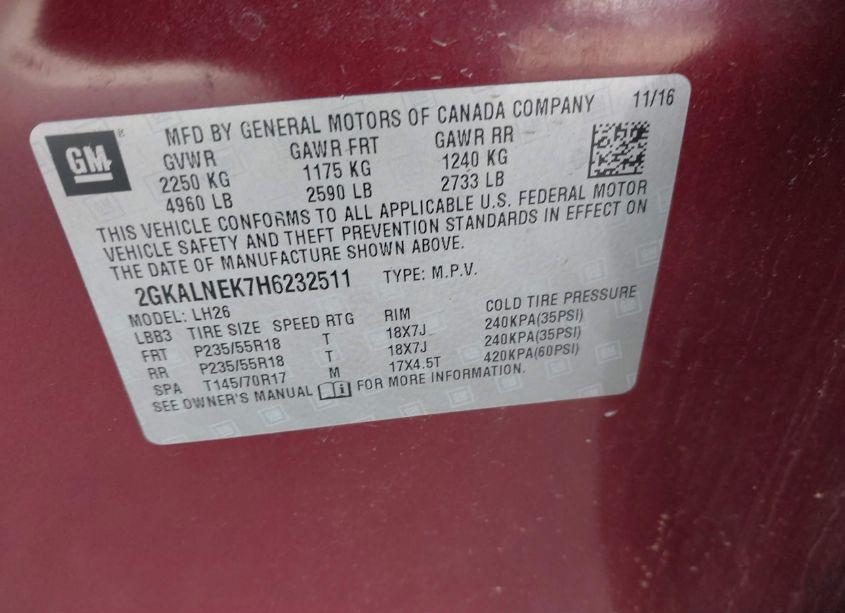 GM
MFD BY GENERAL MOTORS OF CANADA COMPANY 11/16
GVWR GAWR FRT GAWR RR
2250 KG 1175 KG 1240 KG
4960 LB 2590 LB 2733 LB
THIS VEHICLE CONFORMS TO ALL APPLICABLE U.S. FEDERAL MOTOR
VEHICLE SAFETY AND THEFT PREVENTION STANDARDS IN EFFECT ON
THE DATE OF MANUFACTURE SHOWN ABOVE.
2GKALNEK7H6232511 TYPE: M.P.V.
MODEL: LH26
LBB3 TIRE SIZE SPEED RTG RIM COLD TIRE PRESSURE
FRT P235/55R18 T 18X7J 240KPA(35PSI)
RR P235/55R18 T 18X7J 240KPA(35PSI)
SPA T145/70R17 M 17X4.5T 420KPA(60PSI)
SEE OWNER'S MANUAL FOR MORE INFORMATION.